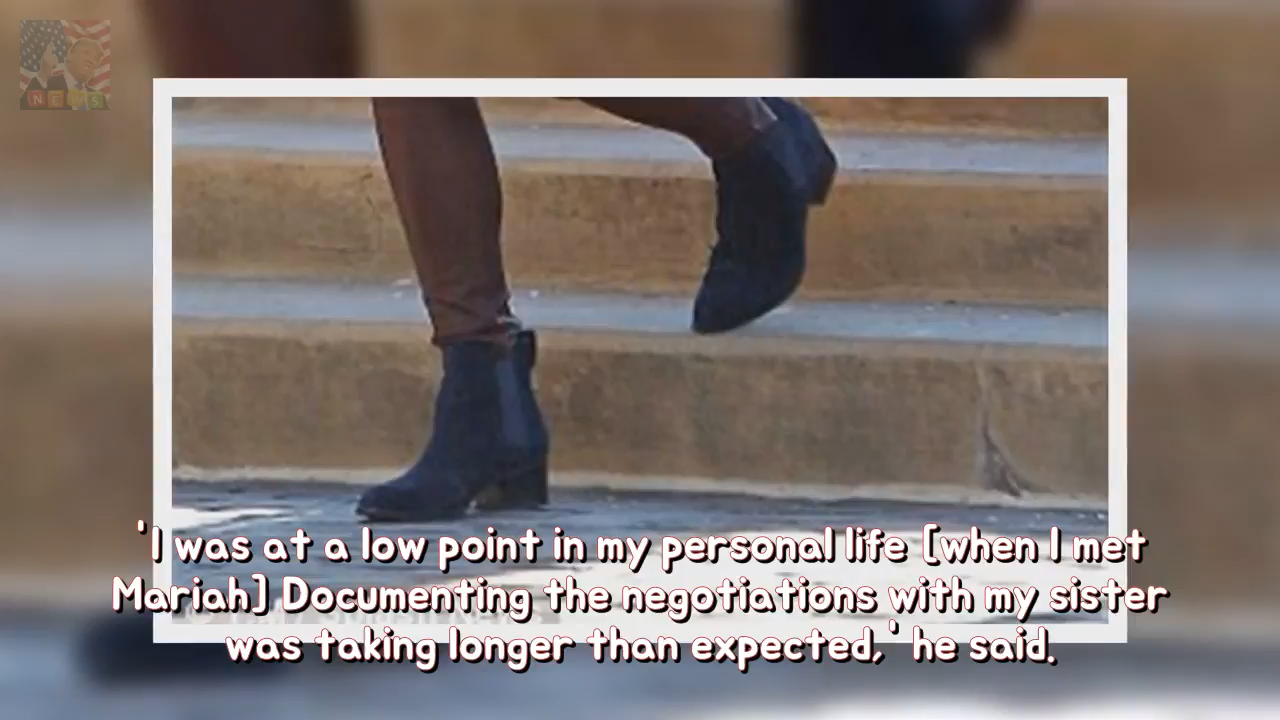 NEWS
'I was at a low point in my personal life [when I met
Mariah] Documenting the negotiations with my sister
was taking longer than expected,' he said.